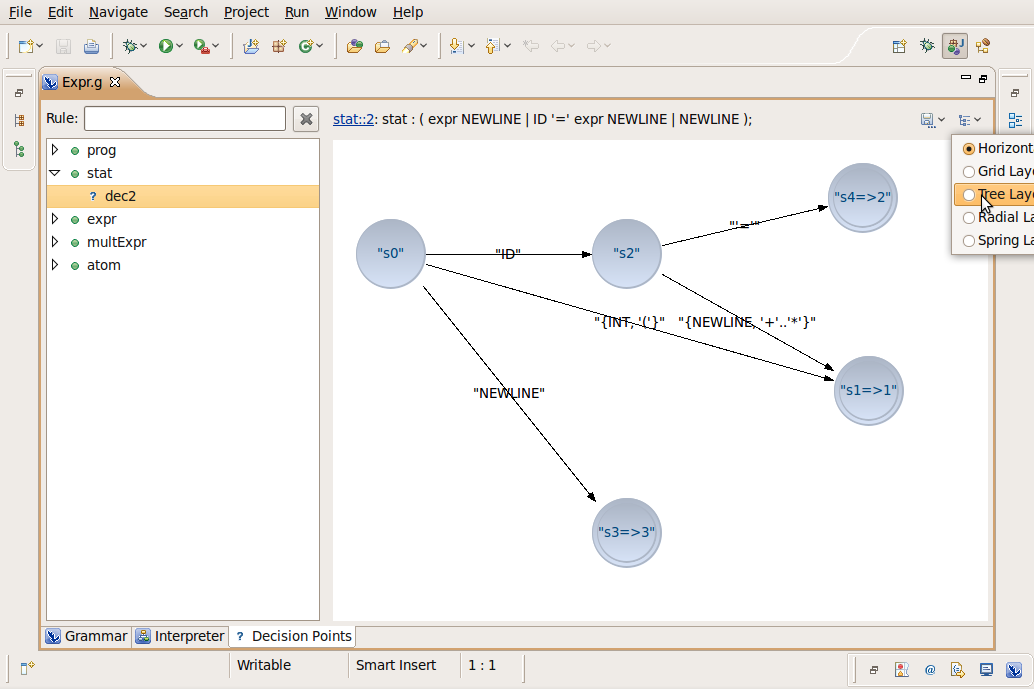 File Edit Navigate Search Project Run Window Help
Expr.g
Rule:
stat::2: stat : ( expr NEWLINE | ID '=' expr NEWLINE | NEWLINE );
prog
stat
? dec2
expr
multExpr
atom
Horizont
Grid Laye
Tree Laye
Radial La
Spring La
"s4=>2"
"'='"
"s0"
"ID"
"s2"
"{INT, '('}"
"{NEWLINE, '+'..'*'}"
"s1=>1"
"NEWLINE"
"s3=>3"
Grammar Interpreter ? Decision Points
Writable Smart Insert 1 : 1